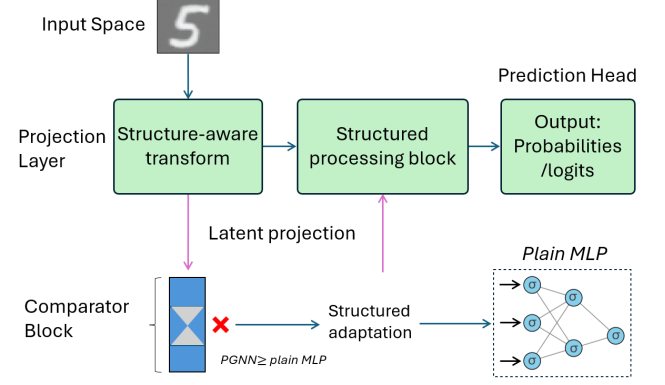 Input Space
5
Prediction Head
Projection
Layer
Structure-aware
transform
Structured
processing block
Output:
Probabilities
/logits
Latent projection
Plain MLP
Comparator
Block
Structured
adaptation
PGNN≥ plain MLP
σ
σ
σ
σ
σ
σ